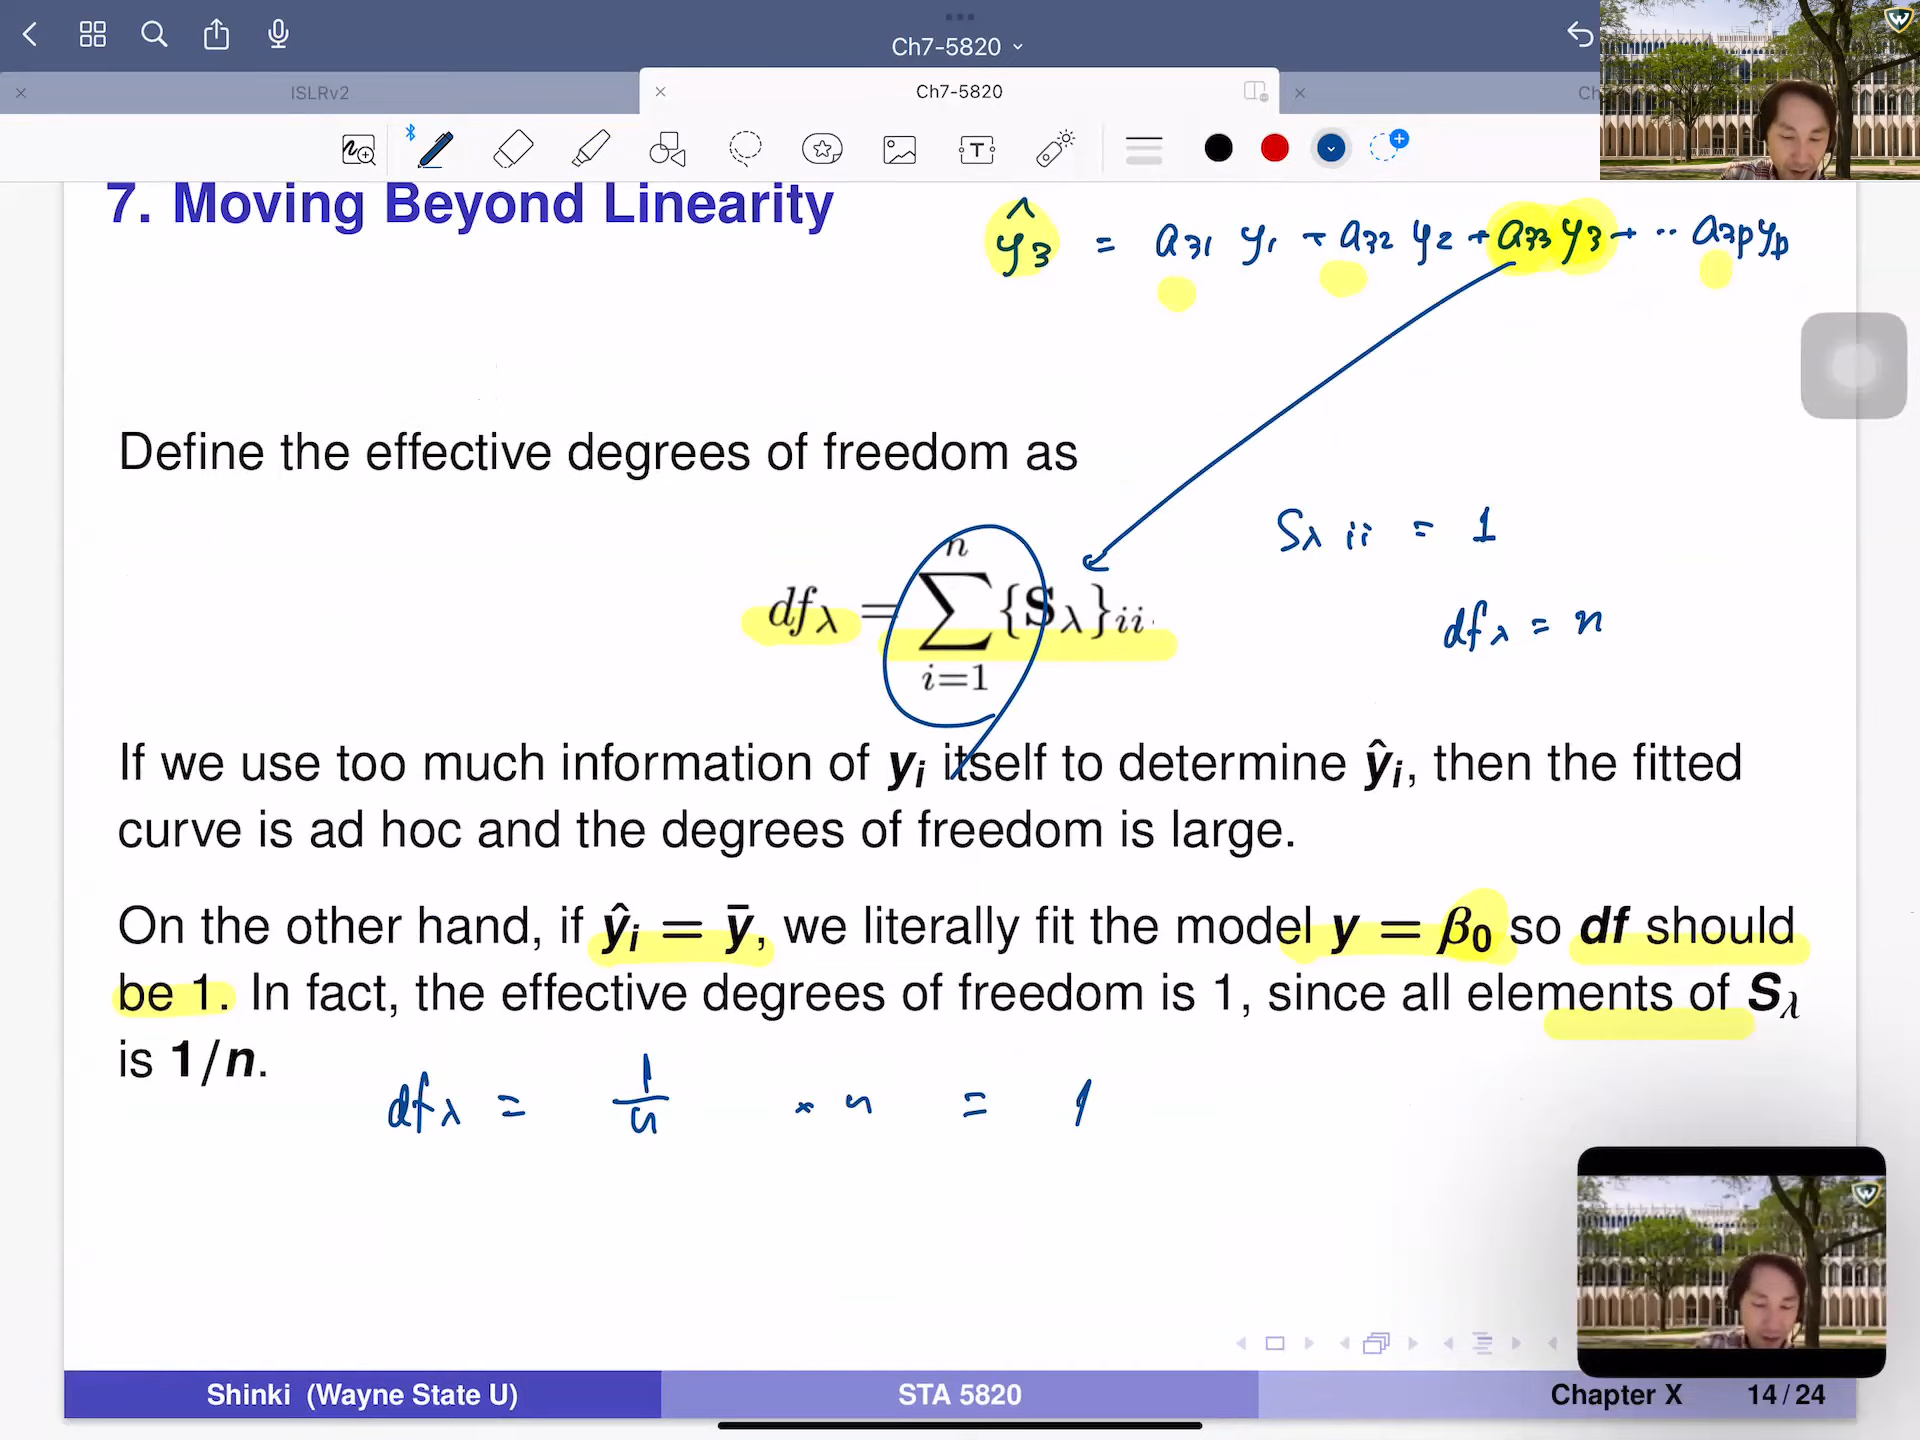 Ch7-5820
ISLRv2
Ch7-5820
Ch
7. Moving Beyond Linearity
ŷ3 = a31 y1 + a32 y2 + a33 y3 + ·· a3p yp
Define the effective degrees of freedom as
Sλ ii = 1
dfλ = n
dfλ = ∑ⁿᵢ₌₁ {Sλ}ii.
If we use too much information of yi itself to determine ŷi, then the fitted
curve is ad hoc and the degrees of freedom is large.
On the other hand, if ŷi = ȳ, we literally fit the model y = β0 so df should
be 1. In fact, the effective degrees of freedom is 1, since all elements of Sλ
is 1/n.
dfλ = 1/n × n = 1
Shinki (Wayne State U)
STA 5820
Chapter X
14 / 24